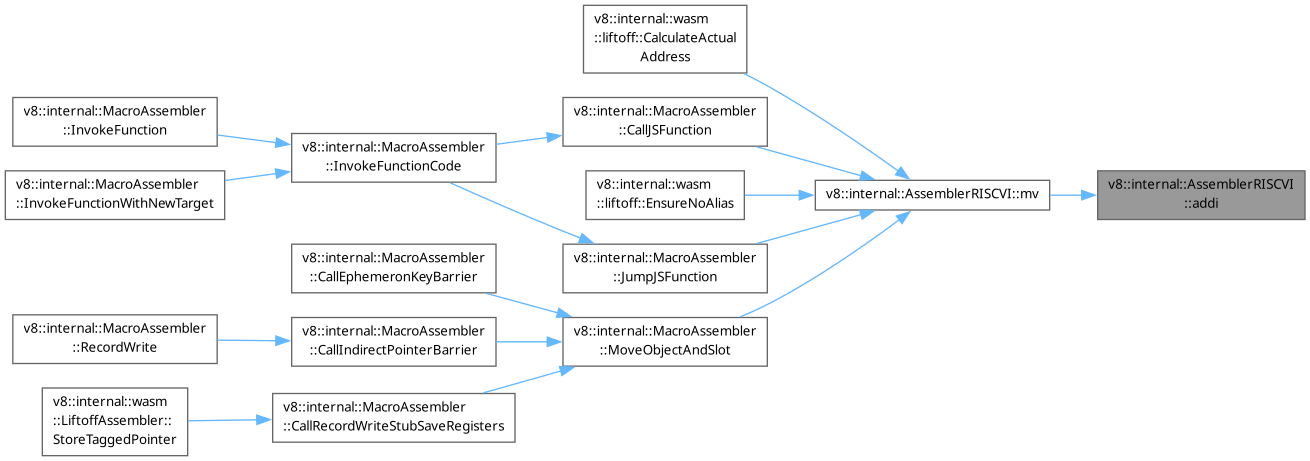 v8::internal::wasm
::liftoff::CalculateActual
Address
v8::internal::MacroAssembler
::InvokeFunction
v8::internal::MacroAssembler
::CallJSFunction
v8::internal::MacroAssembler
::InvokeFunctionCode
v8::internal::MacroAssembler
::InvokeFunctionWithNewTarget
v8::internal::wasm
::liftoff::EnsureNoAlias
v8::internal::AssemblerRISCVI::mv
v8::internal::AssemblerRISCVI
::addi
v8::internal::MacroAssembler
::CallEphemeronKeyBarrier
v8::internal::MacroAssembler
::JumpJSFunction
v8::internal::MacroAssembler
::RecordWrite
v8::internal::MacroAssembler
::CallIndirectPointerBarrier
v8::internal::MacroAssembler
::MoveObjectAndSlot
v8::internal::wasm
::LiftoffAssembler::
StoreTaggedPointer
v8::internal::MacroAssembler
::CallRecordWriteStubSaveRegisters